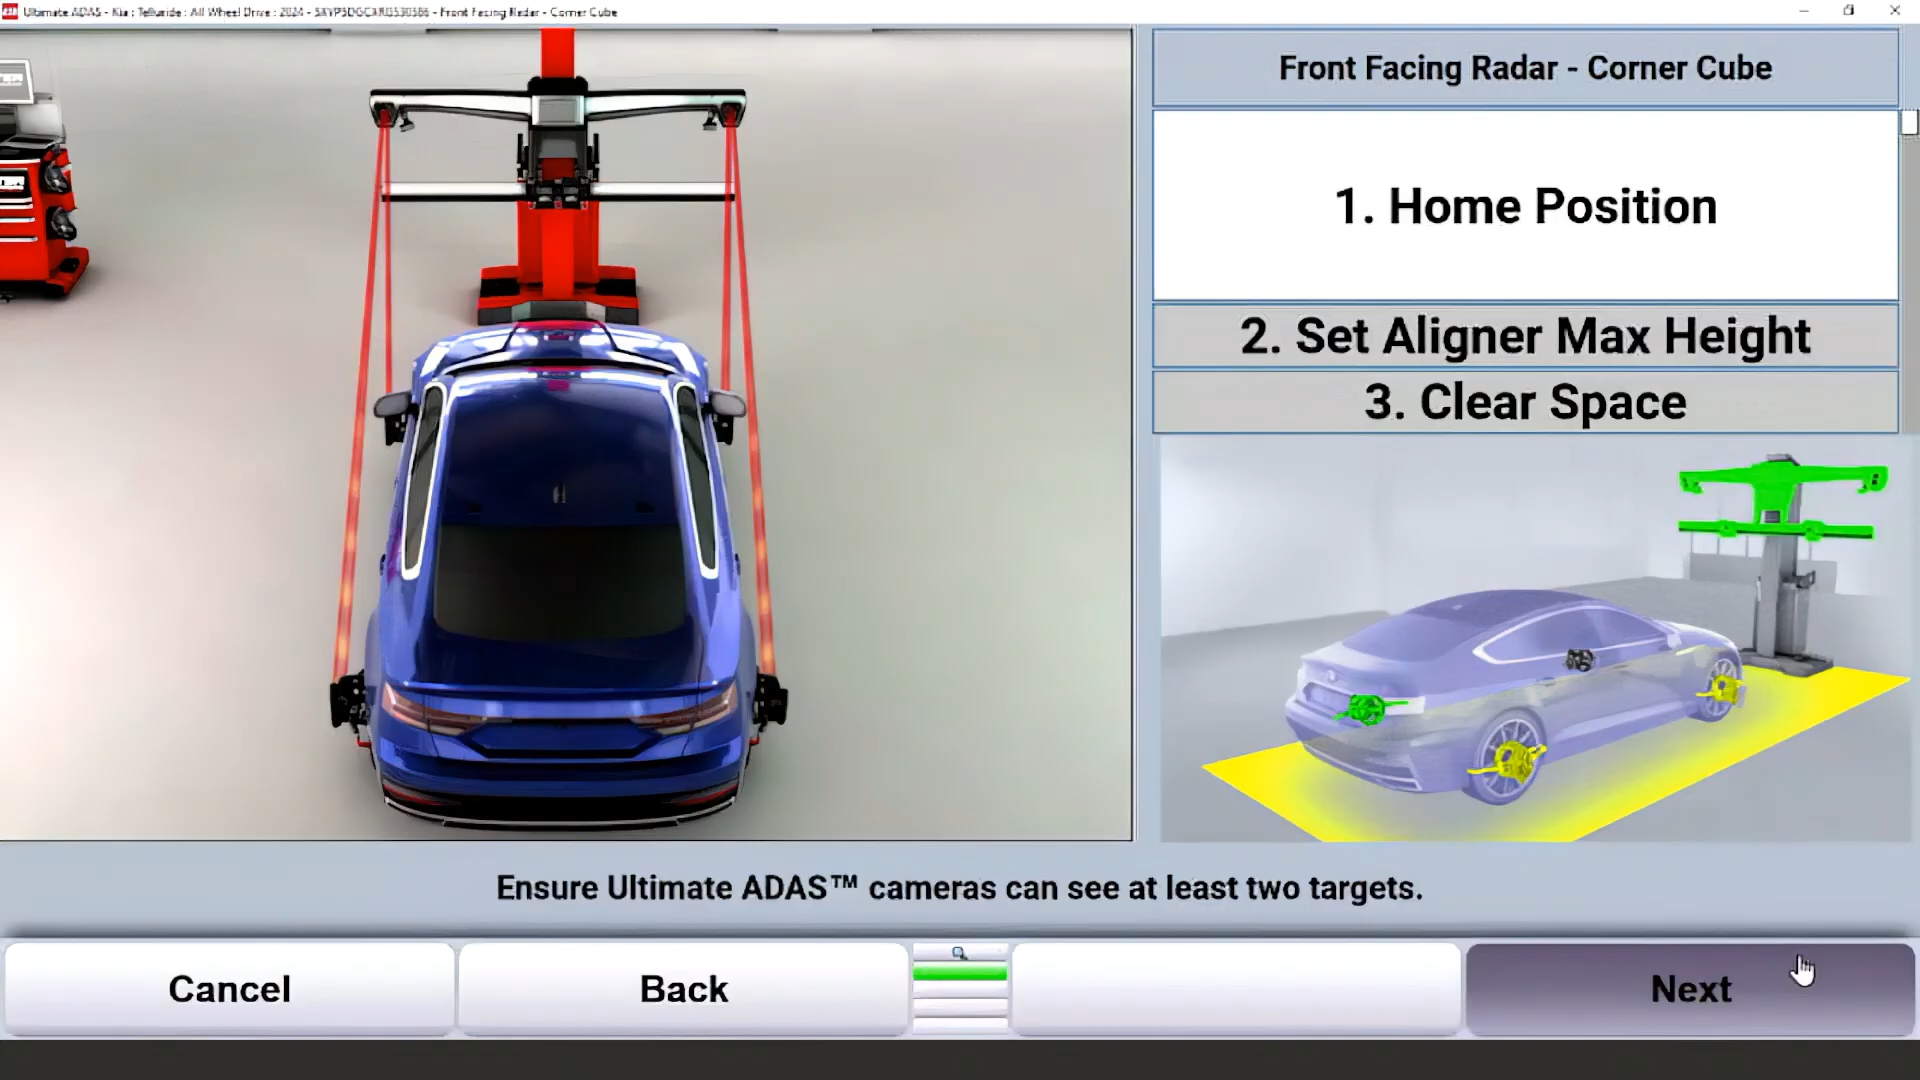 Ultimate ADAS - Kia : Telluride : All Wheel Drive : 2024 - Front Facing Radar - Corner Cube
Front Facing Radar - Corner Cube
1. Home Position
2. Set Aligner Max Height
3. Clear Space
Ensure Ultimate ADAS™ cameras can see at least two targets.
Cancel
Back
Next